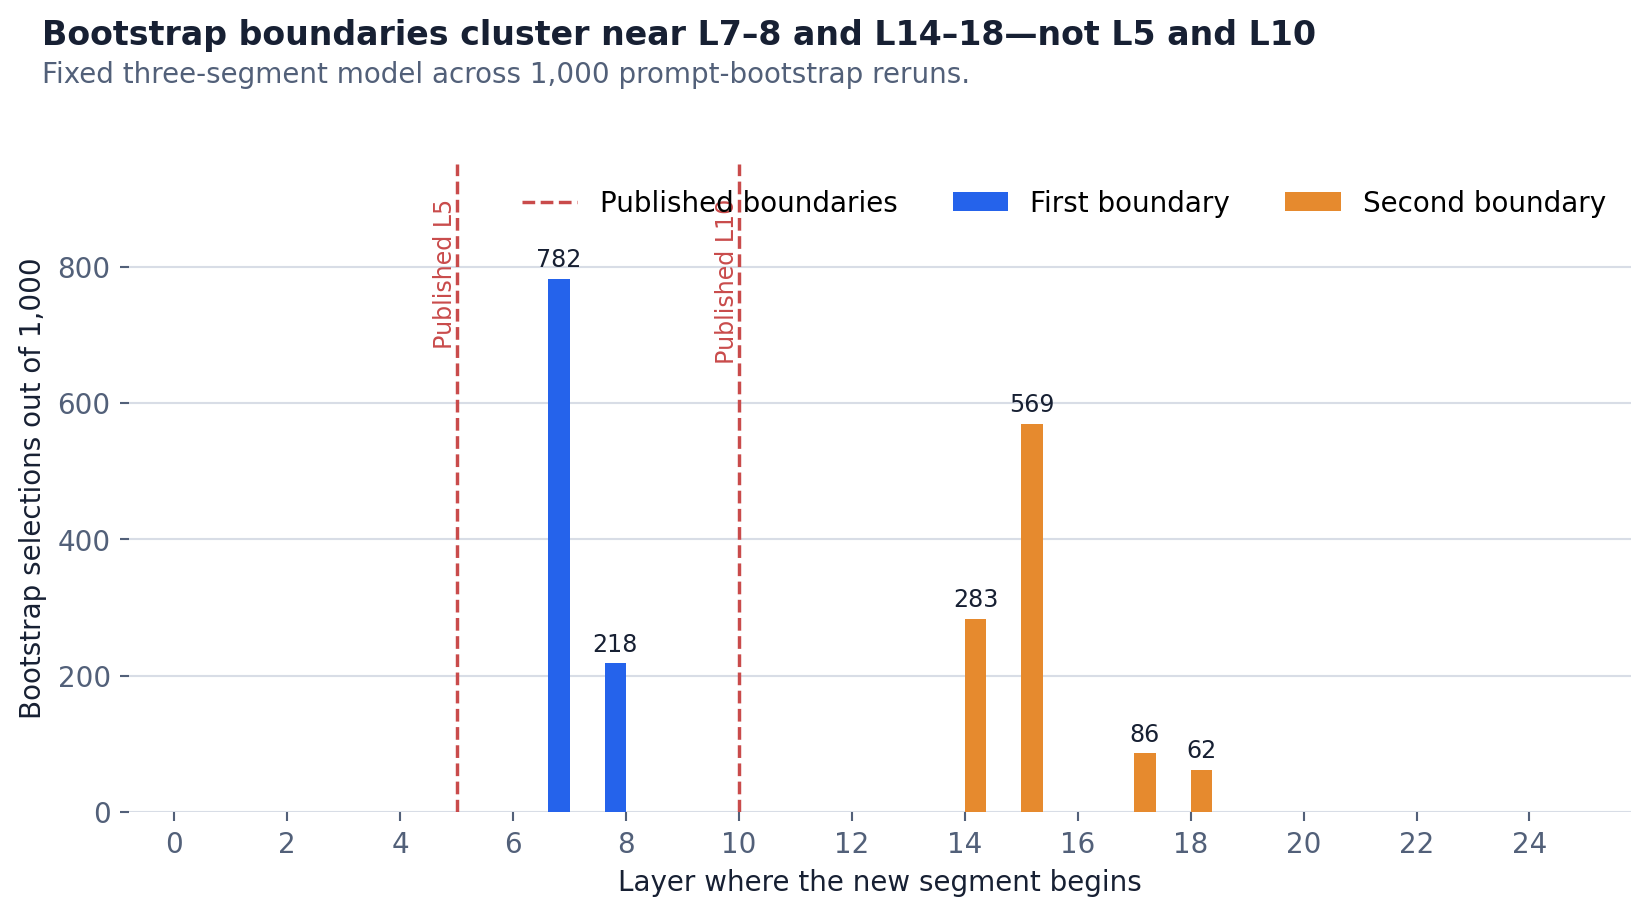 Bootstrap boundaries cluster near L7–8 and L14–18—not L5 and L10
Fixed three-segment model across 1,000 prompt-bootstrap reruns.
Published boundaries
First boundary
Second boundary
Published L5
Published L10
Bootstrap selections out of 1,000
800
600
400
200
0
782
218
283
569
86
62
0 2 4 6 8 10 12 14 16 18 20 22 24
Layer where the new segment begins